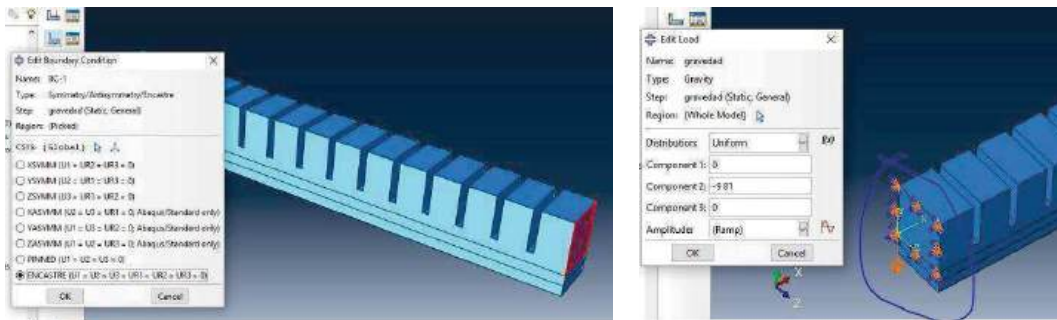 Edit Boundary Condition
Name: BC-1
Type: Symmetry/Antisymmetry/Encastre
Step: gravedad (Static, General)
Region: (Picked)
CSYS: (Global)
XSYMM (U1 = UR2 = UR3 = 0)
YSYMM (U2 = UR1 = UR3 = 0)
ZSYMM (U3 = UR1 = UR2 = 0)
XASYMM (U2 = U3 = UR1 = 0; Abaqus/Standard only)
YASYMM (U1 = U3 = UR2 = 0; Abaqus/Standard only)
ZASYMM (U1 = U2 = UR3 = 0; Abaqus/Standard only)
PINNED (U1 = U2 = U3 = 0)
ENCASTRE (U1 = U2 = U3 = UR1 = UR2 = UR3 = 0)
OK Cancel
Edit Load
Name: gravedad
Type: Gravity
Step: gravedad (Static, General)
Region: (Whole Model)
Distribution: Uniform f(x)
Component 1: 0
Component 2: -9.81
Component 3: 0
Amplitude: (Ramp)
OK Cancel
X
Z